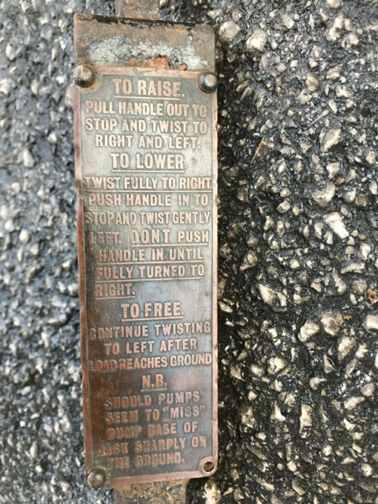 TO RAISE.
PULL HANDLE OUT TO
STOP AND TWIST TO
RIGHT AND LEFT.
TO LOWER
TWIST FULLY TO RIGHT
PUSH HANDLE IN TO
STOP AND TWIST GENTLY
LEFT. DON'T PUSH
HANDLE IN UNTIL
FULLY TURNED TO
RIGHT.
TO FREE
CONTINUE TWISTING
TO LEFT AFTER
LOAD REACHES GROUND
N.B.
SHOULD PUMPS
SEEM TO "MISS"
BUMP BASE OF
JACK SHARPLY ON
THE GROUND.